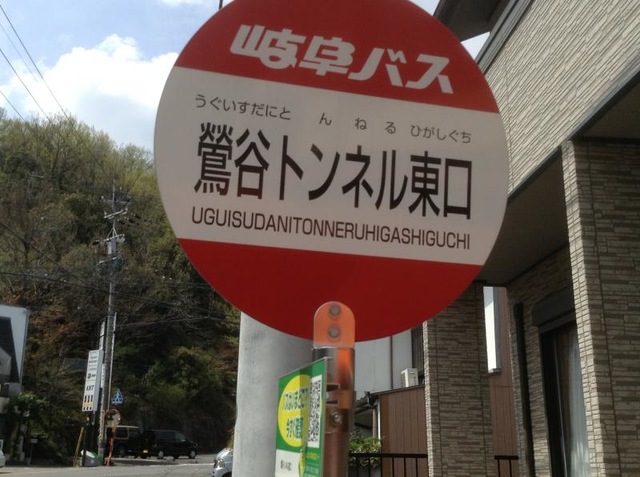 岐阜バス
うぐいすだにと　ん　ね　る　ひがしぐち
鶯谷トンネル東口
UGUISUDANITONNERUHIGASHIGUCHI